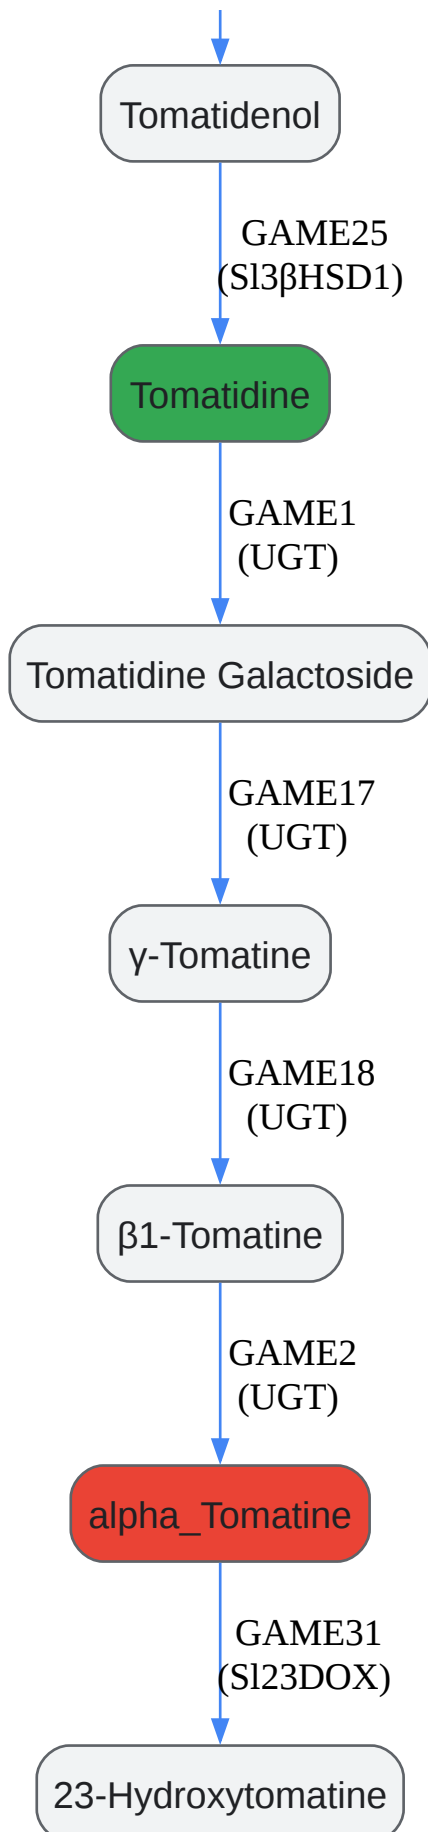 Tomatidenol
GAME25
(Sl3βHSD1)
Tomatidine
GAME1
(UGT)
Tomatidine Galactoside
GAME17
(UGT)
γ-Tomatine
GAME18
(UGT)
β1-Tomatine
GAME2
(UGT)
alpha_Tomatine
GAME31
(Sl23DOX)
23-Hydroxytomatine